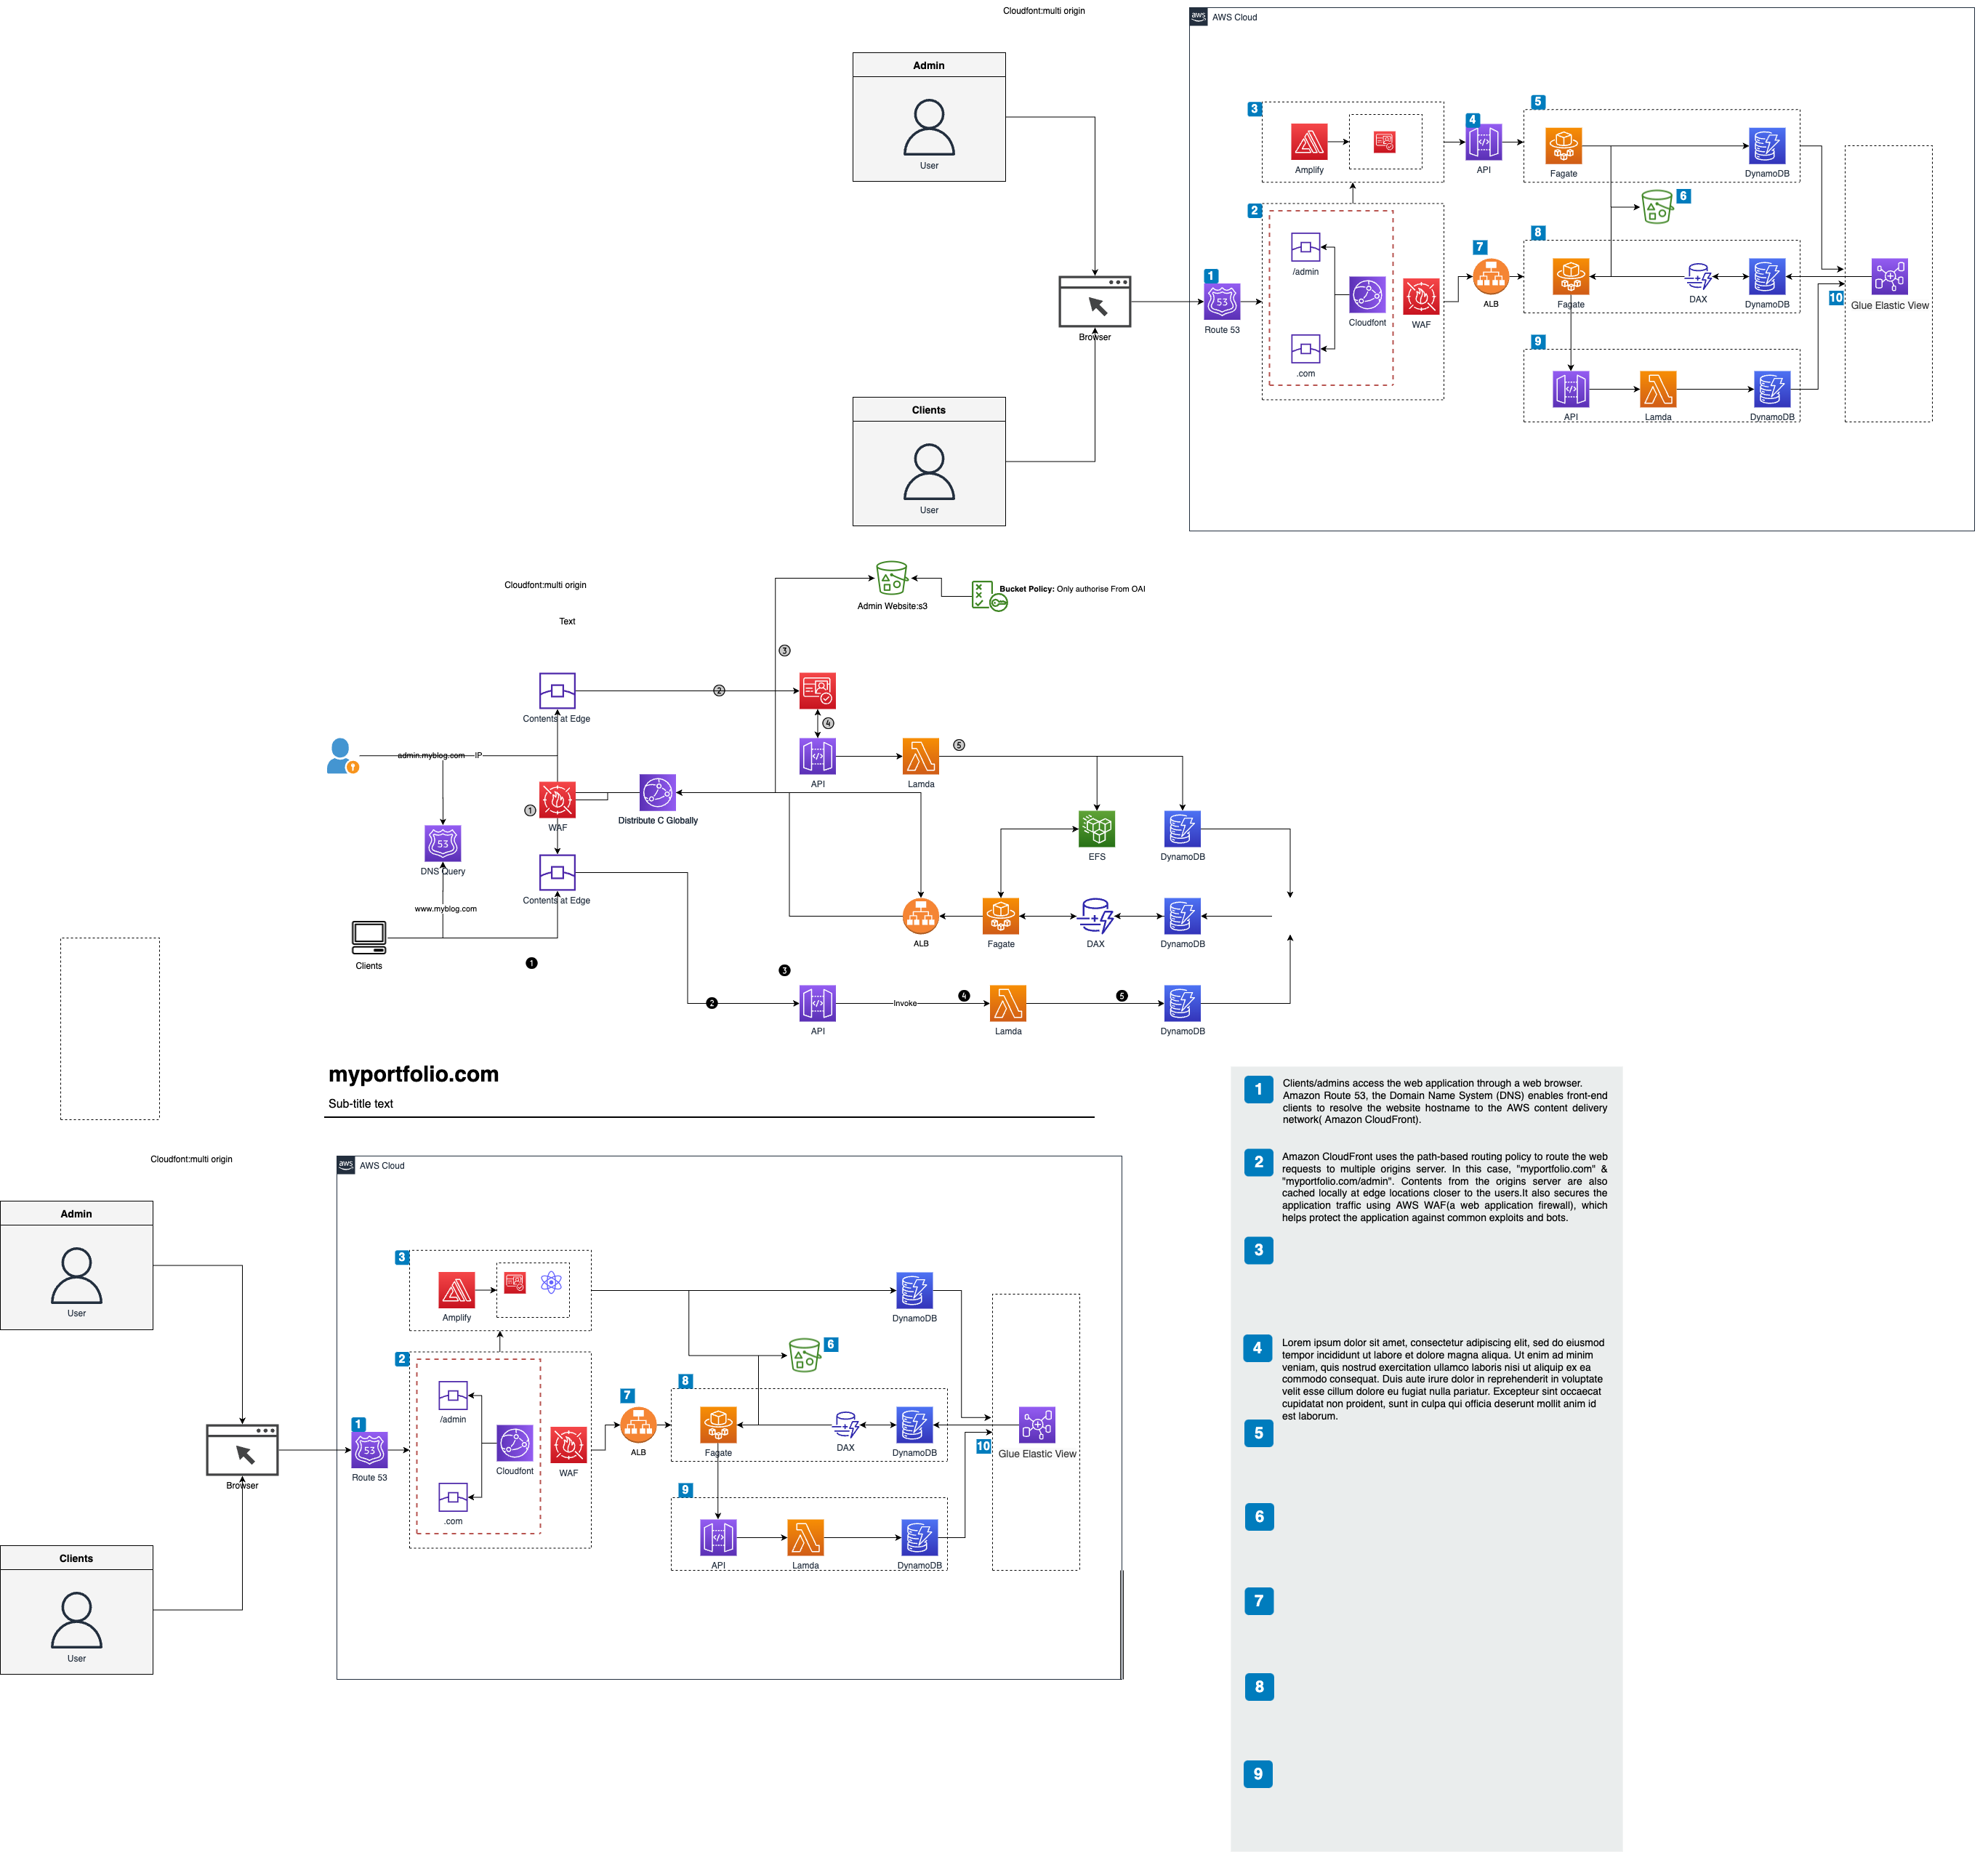 Cloudfont:multi origin
aws
AWS Cloud
Admin
User
3
Amplify
4
API
5
Fagate
DynamoDB
6
2
/admin
Cloudfont
.com
WAF
1
53
Route 53
Browser
7
ALB
8
Fagate
DAX
DynamoDB
10
Glue Elastic View
9
API
Lamda
DynamoDB
Clients
User
Cloudfont:multi origin
Text
Admin Website:s3
Bucket Policy: Only authorise From OAI
3
2
Contents at Edge
4
admin.myblog.com
IP
API
Lamda
5
1
WAF
Distribute C Globally
53
DNS Query
EFS
DynamoDB
Contents at Edge
www.myblog.com
ALB
Fagate
DAX
DynamoDB
Clients
1
3
2
API
Invoke
4
Lamda
5
DynamoDB
myportfolio.com
Sub-title text
Cloudfont:multi origin
aws
AWS Cloud
Admin
User
3
Amplify
DynamoDB
6
2
/admin
Cloudfont
.com
WAF
1
53
Route 53
Browser
7
ALB
8
Fagate
DAX
DynamoDB
10
Glue Elastic View
9
API
Lamda
DynamoDB
Clients
User
1
Clients/admins access the web application through a web browser.
Amazon Route 53, the Domain Name System (DNS) enables front-end
clients to resolve the website hostname to the AWS content delivery
network( Amazon CloudFront).
2
Amazon CloudFront uses the path-based routing policy to route the web
requests to multiple origins server. In this case, "myportfolio.com" &
"myportfolio.com/admin". Contents from the origins server are also
cached locally at edge locations closer to the users.It also secures the
application traffic using AWS WAF(a web application firewall), which
helps protect the application against common exploits and bots.
3
4
Lorem ipsum dolor sit amet, consectetur adipiscing elit, sed do eiusmod
tempor incididunt ut labore et dolore magna aliqua. Ut enim ad minim
veniam, quis nostrud exercitation ullamco laboris nisi ut aliquip ex ea
commodo consequat. Duis aute irure dolor in reprehenderit in voluptate
velit esse cillum dolore eu fugiat nulla pariatur. Excepteur sint occaecat
cupidatat non proident, sunt in culpa qui officia deserunt mollit anim id
est laborum.
5
6
7
8
9